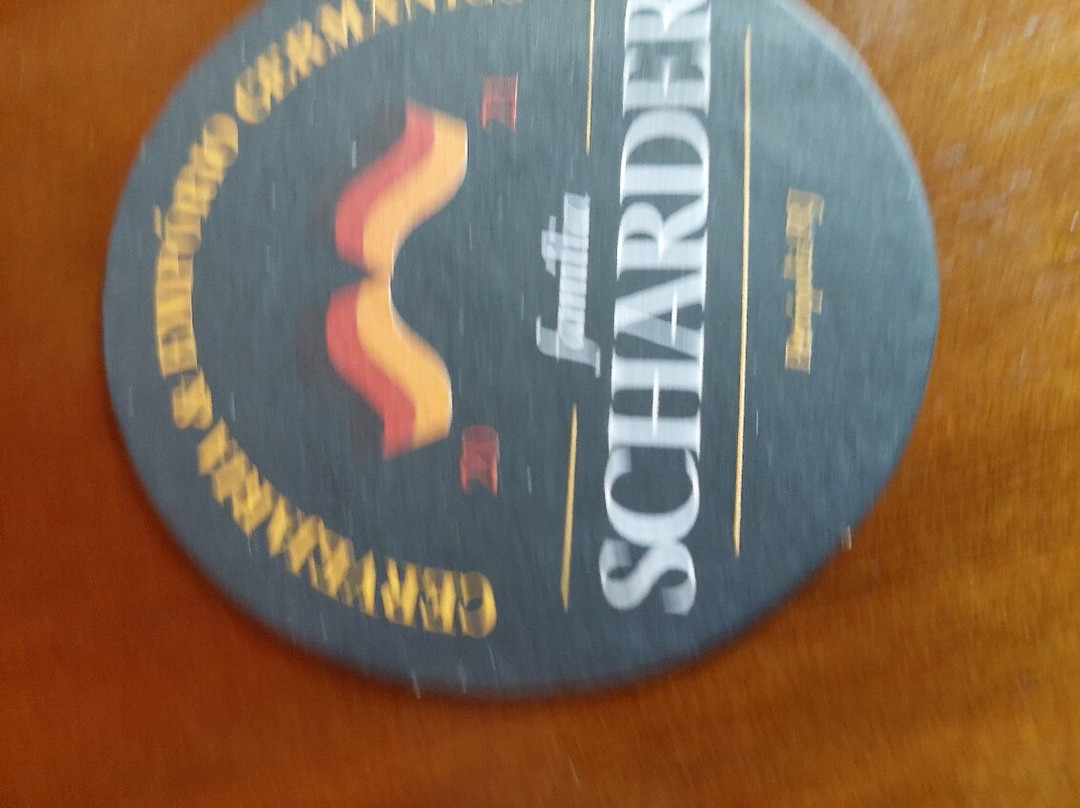 CERVEJARIA & EMPÓRIO GERMÂNICO
família
SCHARDER